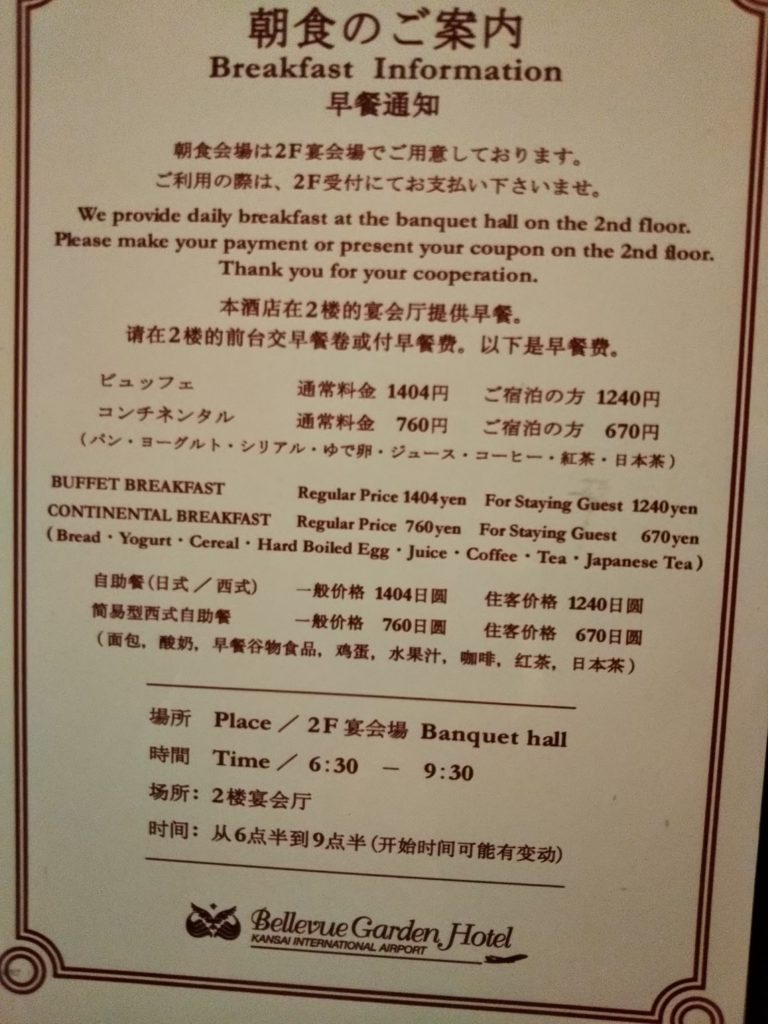 朝食のご案内
Breakfast Information
早餐通知
朝食会場は2F宴会場でご用意しております。
ご利用の際は、2F受付にてお支払い下さいませ。
We provide daily breakfast at the banquet hall on the 2nd floor.
Please make your payment or present your coupon on the 2nd floor.
Thank you for your cooperation.
本酒店在2楼的宴会厅提供早餐。
请在2楼的前台交早餐卷或付早餐费。以下是早餐费。
ビュッフェ 通常料金 1404円 ご宿泊の方 1240円
コンチネンタル 通常料金 760円 ご宿泊の方 670円
（パン・ヨーグルト・シリアル・ゆで卵・ジュース・コーヒー・紅茶・日本茶）
BUFFET BREAKFAST Regular Price 1404yen For Staying Guest 1240yen
CONTINENTAL BREAKFAST Regular Price 760yen For Staying Guest 670yen
（Bread・Yogurt・Cereal・Hard Boiled Egg・Juice・Coffee・Tea・Japanese Tea）
自助餐(日式／西式) 一般价格 1404日圆 住客价格 1240日圆
简易型西式自助餐 一般价格 760日圆 住客价格 670日圆
（面包，酸奶，早餐谷物食品，鸡蛋，水果汁，咖啡，红茶，日本茶）
場所 Place ／ 2F 宴会場 Banquet hall
時間 Time ／ 6:30 － 9:30
场所：2楼宴会厅
时间：从6点半到9点半(开始时间可能有变动)
Bellevue Garden Hotel
KANSAI INTERNATIONAL AIRPORT